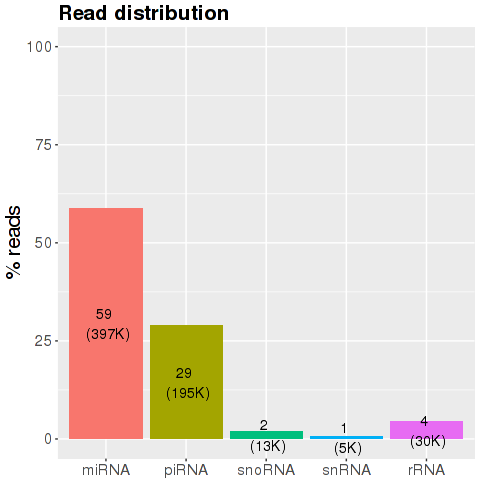 Read distribution
% reads
100
75
50
25
0
59
(397K)
29
(195K)
2
(13K)
1
(5K)
4
(30K)
miRNA piRNA snoRNA snRNA rRNA